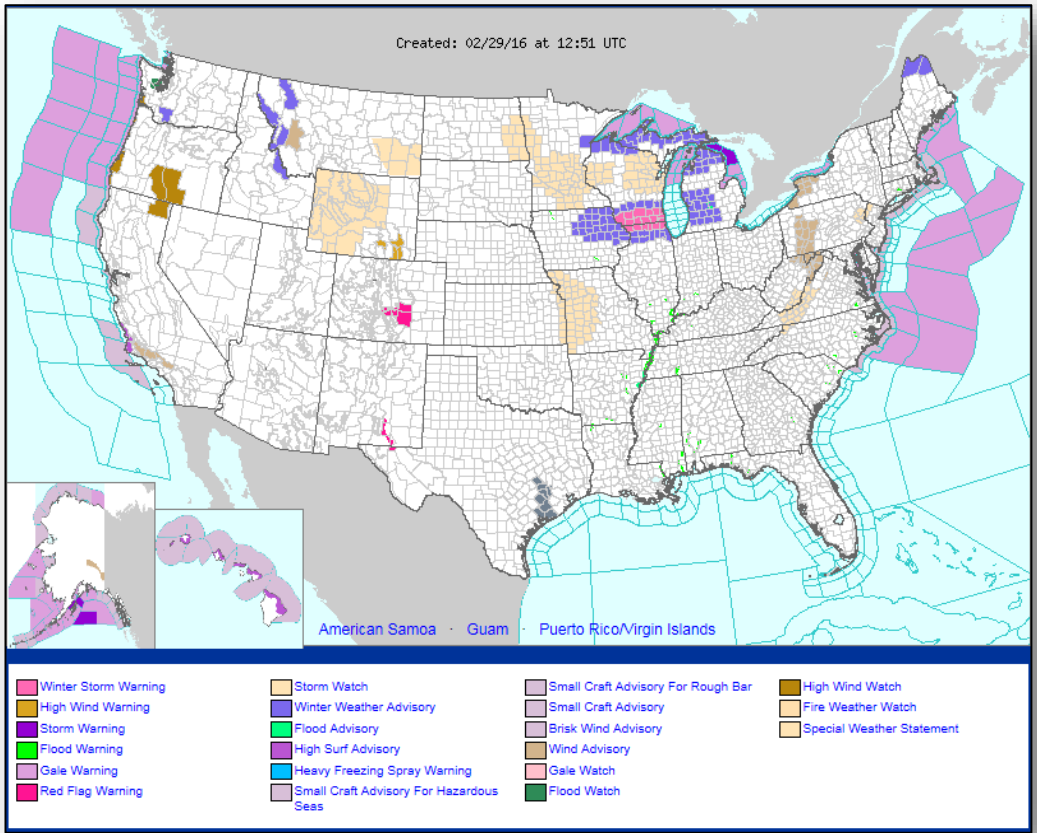 Created: 02/29/16 at 12:51 UTC
American Samoa · Guam · Puerto Rico/Virgin Islands
Winter Storm Warning
High Wind Warning
Storm Warning
Flood Warning
Gale Warning
Red Flag Warning
Storm Watch
Winter Weather Advisory
Flood Advisory
High Surf Advisory
Heavy Freezing Spray Warning
Small Craft Advisory For Hazardous
Seas
Small Craft Advisory For Rough Bar
Small Craft Advisory
Brisk Wind Advisory
Wind Advisory
Gale Watch
Flood Watch
High Wind Watch
Fire Weather Watch
Special Weather Statement